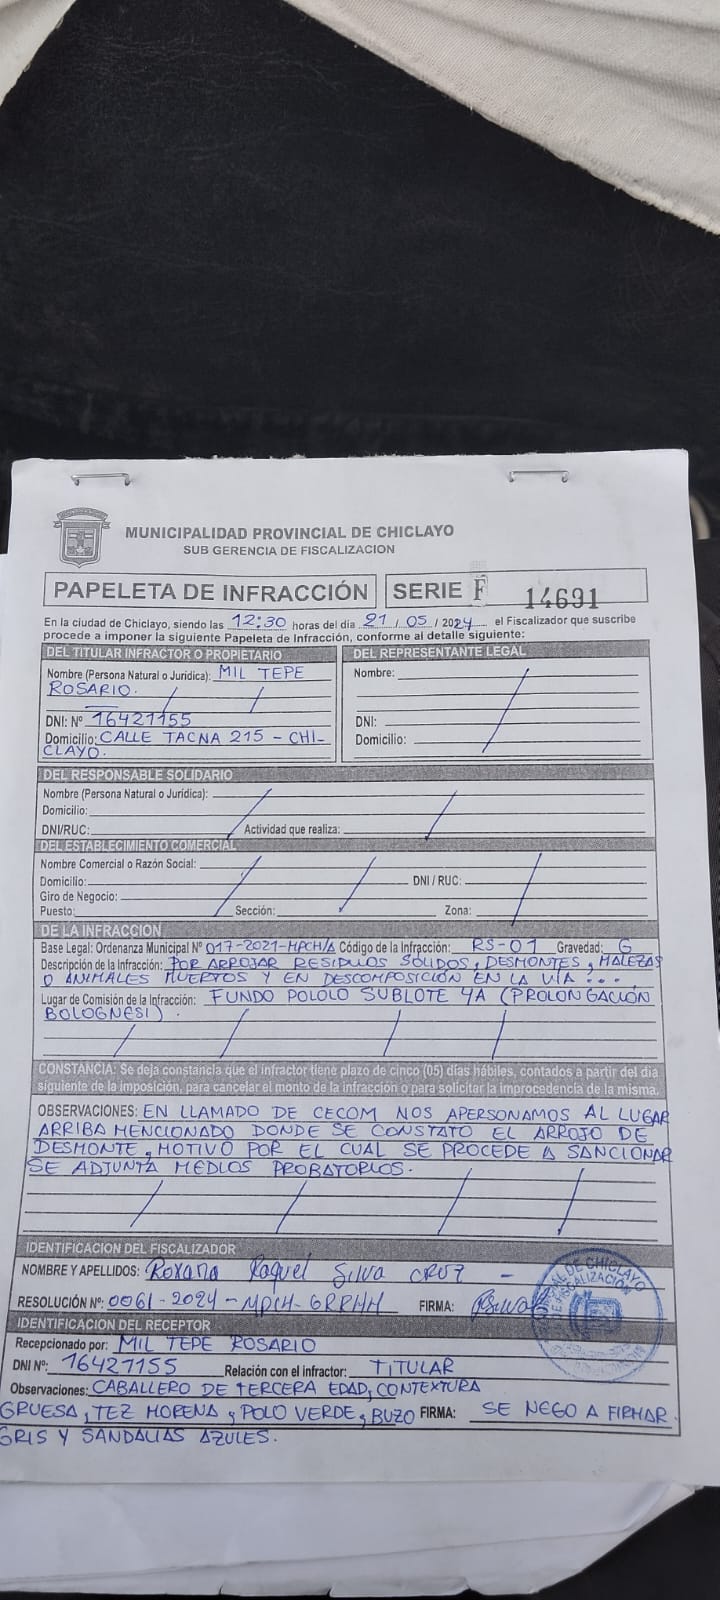 MUNICIPALIDAD PROVINCIAL DE CHICLAYO
SUB GERENCIA DE FISCALIZACION
PAPELETA DE INFRACCIÓN SERIE F 14691
En la ciudad de Chiclayo, siendo las 12:30 horas del día 21 / 05 / 2024 el Fiscalizador que suscribe
procede a imponer la siguiente Papeleta de Infracción, conforme al detalle siguiente:
DEL TITULAR INFRACTOR O PROPIETARIO
Nombre (Persona Natural o Jurídica): MIL TEPE
ROSARIO.
DNI: Nº 16421155
Domicilio: CALLE TACNA 215 - CHI-
CLAYO.
DEL REPRESENTANTE LEGAL
Nombre:
DNI:
Domicilio:
DEL RESPONSABLE SOLIDARIO
Nombre (Persona Natural o Jurídica):
Domicilio:
DNI/RUC: Actividad que realiza:
DEL ESTABLECIMIENTO COMERCIAL
Nombre Comercial o Razón Social:
Domicilio: DNI / RUC:
Giro de Negocio:
Puesto: Sección: Zona:
DE LA INFRACCION
Base Legal: Ordenanza Municipal Nº 017-2021-MPCH/A Código de la Infracción: RS-01 Gravedad: G
Descripción de la Infracción: POR ARROJAR RESIDUOS SOLIDOS, DESMONTES, MALEZAS
O ANIMALES MUERTOS Y EN DESCOMPOSICIÓN EN LA VIA ...
Lugar de Comisión de la Infracción: FUNDO POLOLO SUBLOTE 4A (PROLONGACIÓN
BOLOGNESI)
CONSTANCIA: Se deja constancia que el infractor tiene plazo de cinco (05) días hábiles, contados a partir del día
siguiente de la imposición, para cancelar el monto de la infracción o para solicitar la improcedencia de la misma.
OBSERVACIONES: EN LLAMADO DE CECOM NOS APERSONAMOS AL LUGAR
ARRIBA MENCIONADO DONDE SE CONSTATO EL ARROJO DE
DESMONTE, MOTIVO POR EL CUAL SE PROCEDE A SANCIONAR
SE ADJUNTA MEDIOS PROBATORIOS.
IDENTIFICACION DEL FISCALIZADOR
NOMBRE Y APELLIDOS: Roxana Raquel Silva CRUZ -
RESOLUCIÓN Nº: 0061-2024-MPCH-GRRHH FIRMA:
IDENTIFICACION DEL RECEPTOR
Recepcionado por: MIL TEPE ROSARIO
DNI Nº: 16421155 Relación con el infractor: TITULAR
Observaciones: CABALLERO DE TERCERA EDAD, CONTEXTURA
GRUESA, TEZ MORENA, POLO VERDE, BUZO FIRMA: SE NEGO A FIRMAR.
GRIS Y SANDALIAS AZULES.